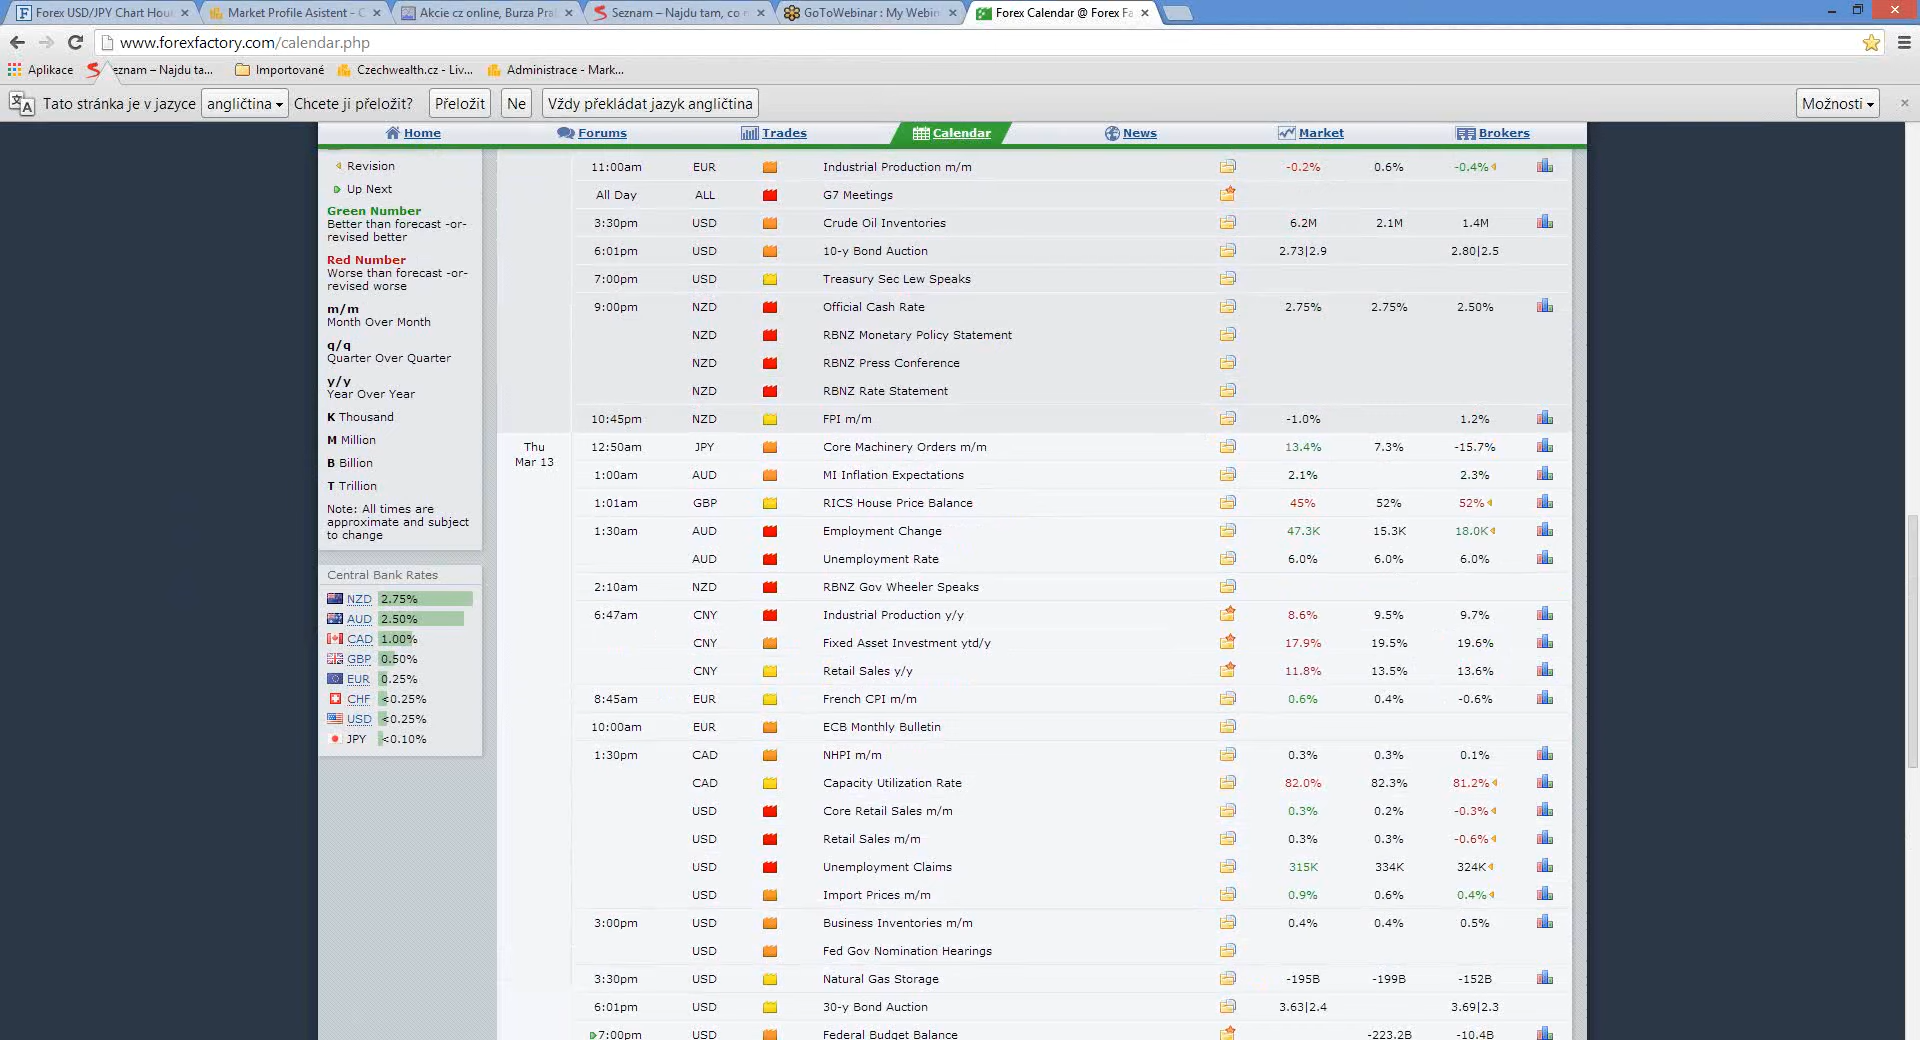 Forex USD/JPY Chart Hou
Market Profile Asistent - C
Akcie cz online, Burza Pra
Seznam – Najdu tam, co n
GoToWebinar : My Webin
Forex Calendar @ Forex Fa
www.forexfactory.com/calendar.php
Aplikace
eznam – Najdu ta...
Importované
Czechwealth.cz - Liv...
Administrace - Mark...
Tato stránka je v jazyce angličtina Chcete ji přeložit? Přeložit Ne Vždy překládat jazyk angličtina Možnosti
Home Forums Trades Calendar News Market Brokers
Revision
Up Next
Green Number
Better than forecast -or-
revised better
Red Number
Worse than forecast -or-
revised worse
m/m
Month Over Month
q/q
Quarter Over Quarter
y/y
Year Over Year
K Thousand
M Million
B Billion
T Trillion
Note: All times are
approximate and subject
to change
Central Bank Rates
NZD 2.75%
AUD 2.50%
CAD 1.00%
GBP 0.50%
EUR 0.25%
CHF <0.25%
USD <0.25%
JPY <0.10%
11:00am EUR Industrial Production m/m -0.2% 0.6% -0.4%
All Day ALL G7 Meetings
3:30pm USD Crude Oil Inventories 6.2M 2.1M 1.4M
6:01pm USD 10-y Bond Auction 2.73|2.9 2.80|2.5
7:00pm USD Treasury Sec Lew Speaks
9:00pm NZD Official Cash Rate 2.75% 2.75% 2.50%
NZD RBNZ Monetary Policy Statement
NZD RBNZ Press Conference
NZD RBNZ Rate Statement
10:45pm NZD FPI m/m -1.0% 1.2%
Thu
Mar 13
12:50am JPY Core Machinery Orders m/m 13.4% 7.3% -15.7%
1:00am AUD MI Inflation Expectations 2.1% 2.3%
1:01am GBP RICS House Price Balance 45% 52% 52%
1:30am AUD Employment Change 47.3K 15.3K 18.0K
AUD Unemployment Rate 6.0% 6.0% 6.0%
2:10am NZD RBNZ Gov Wheeler Speaks
6:47am CNY Industrial Production y/y 8.6% 9.5% 9.7%
CNY Fixed Asset Investment ytd/y 17.9% 19.5% 19.6%
CNY Retail Sales y/y 11.8% 13.5% 13.6%
8:45am EUR French CPI m/m 0.6% 0.4% -0.6%
10:00am EUR ECB Monthly Bulletin
1:30pm CAD NHPI m/m 0.3% 0.3% 0.1%
CAD Capacity Utilization Rate 82.0% 82.3% 81.2%
USD Core Retail Sales m/m 0.3% 0.2% -0.3%
USD Retail Sales m/m 0.3% 0.3% -0.6%
USD Unemployment Claims 315K 334K 324K
USD Import Prices m/m 0.9% 0.6% 0.4%
3:00pm USD Business Inventories m/m 0.4% 0.4% 0.5%
USD Fed Gov Nomination Hearings
3:30pm USD Natural Gas Storage -195B -199B -152B
6:01pm USD 30-y Bond Auction 3.63|2.4 3.69|2.3
7:00pm USD Federal Budget Balance -223.2B -10.4B